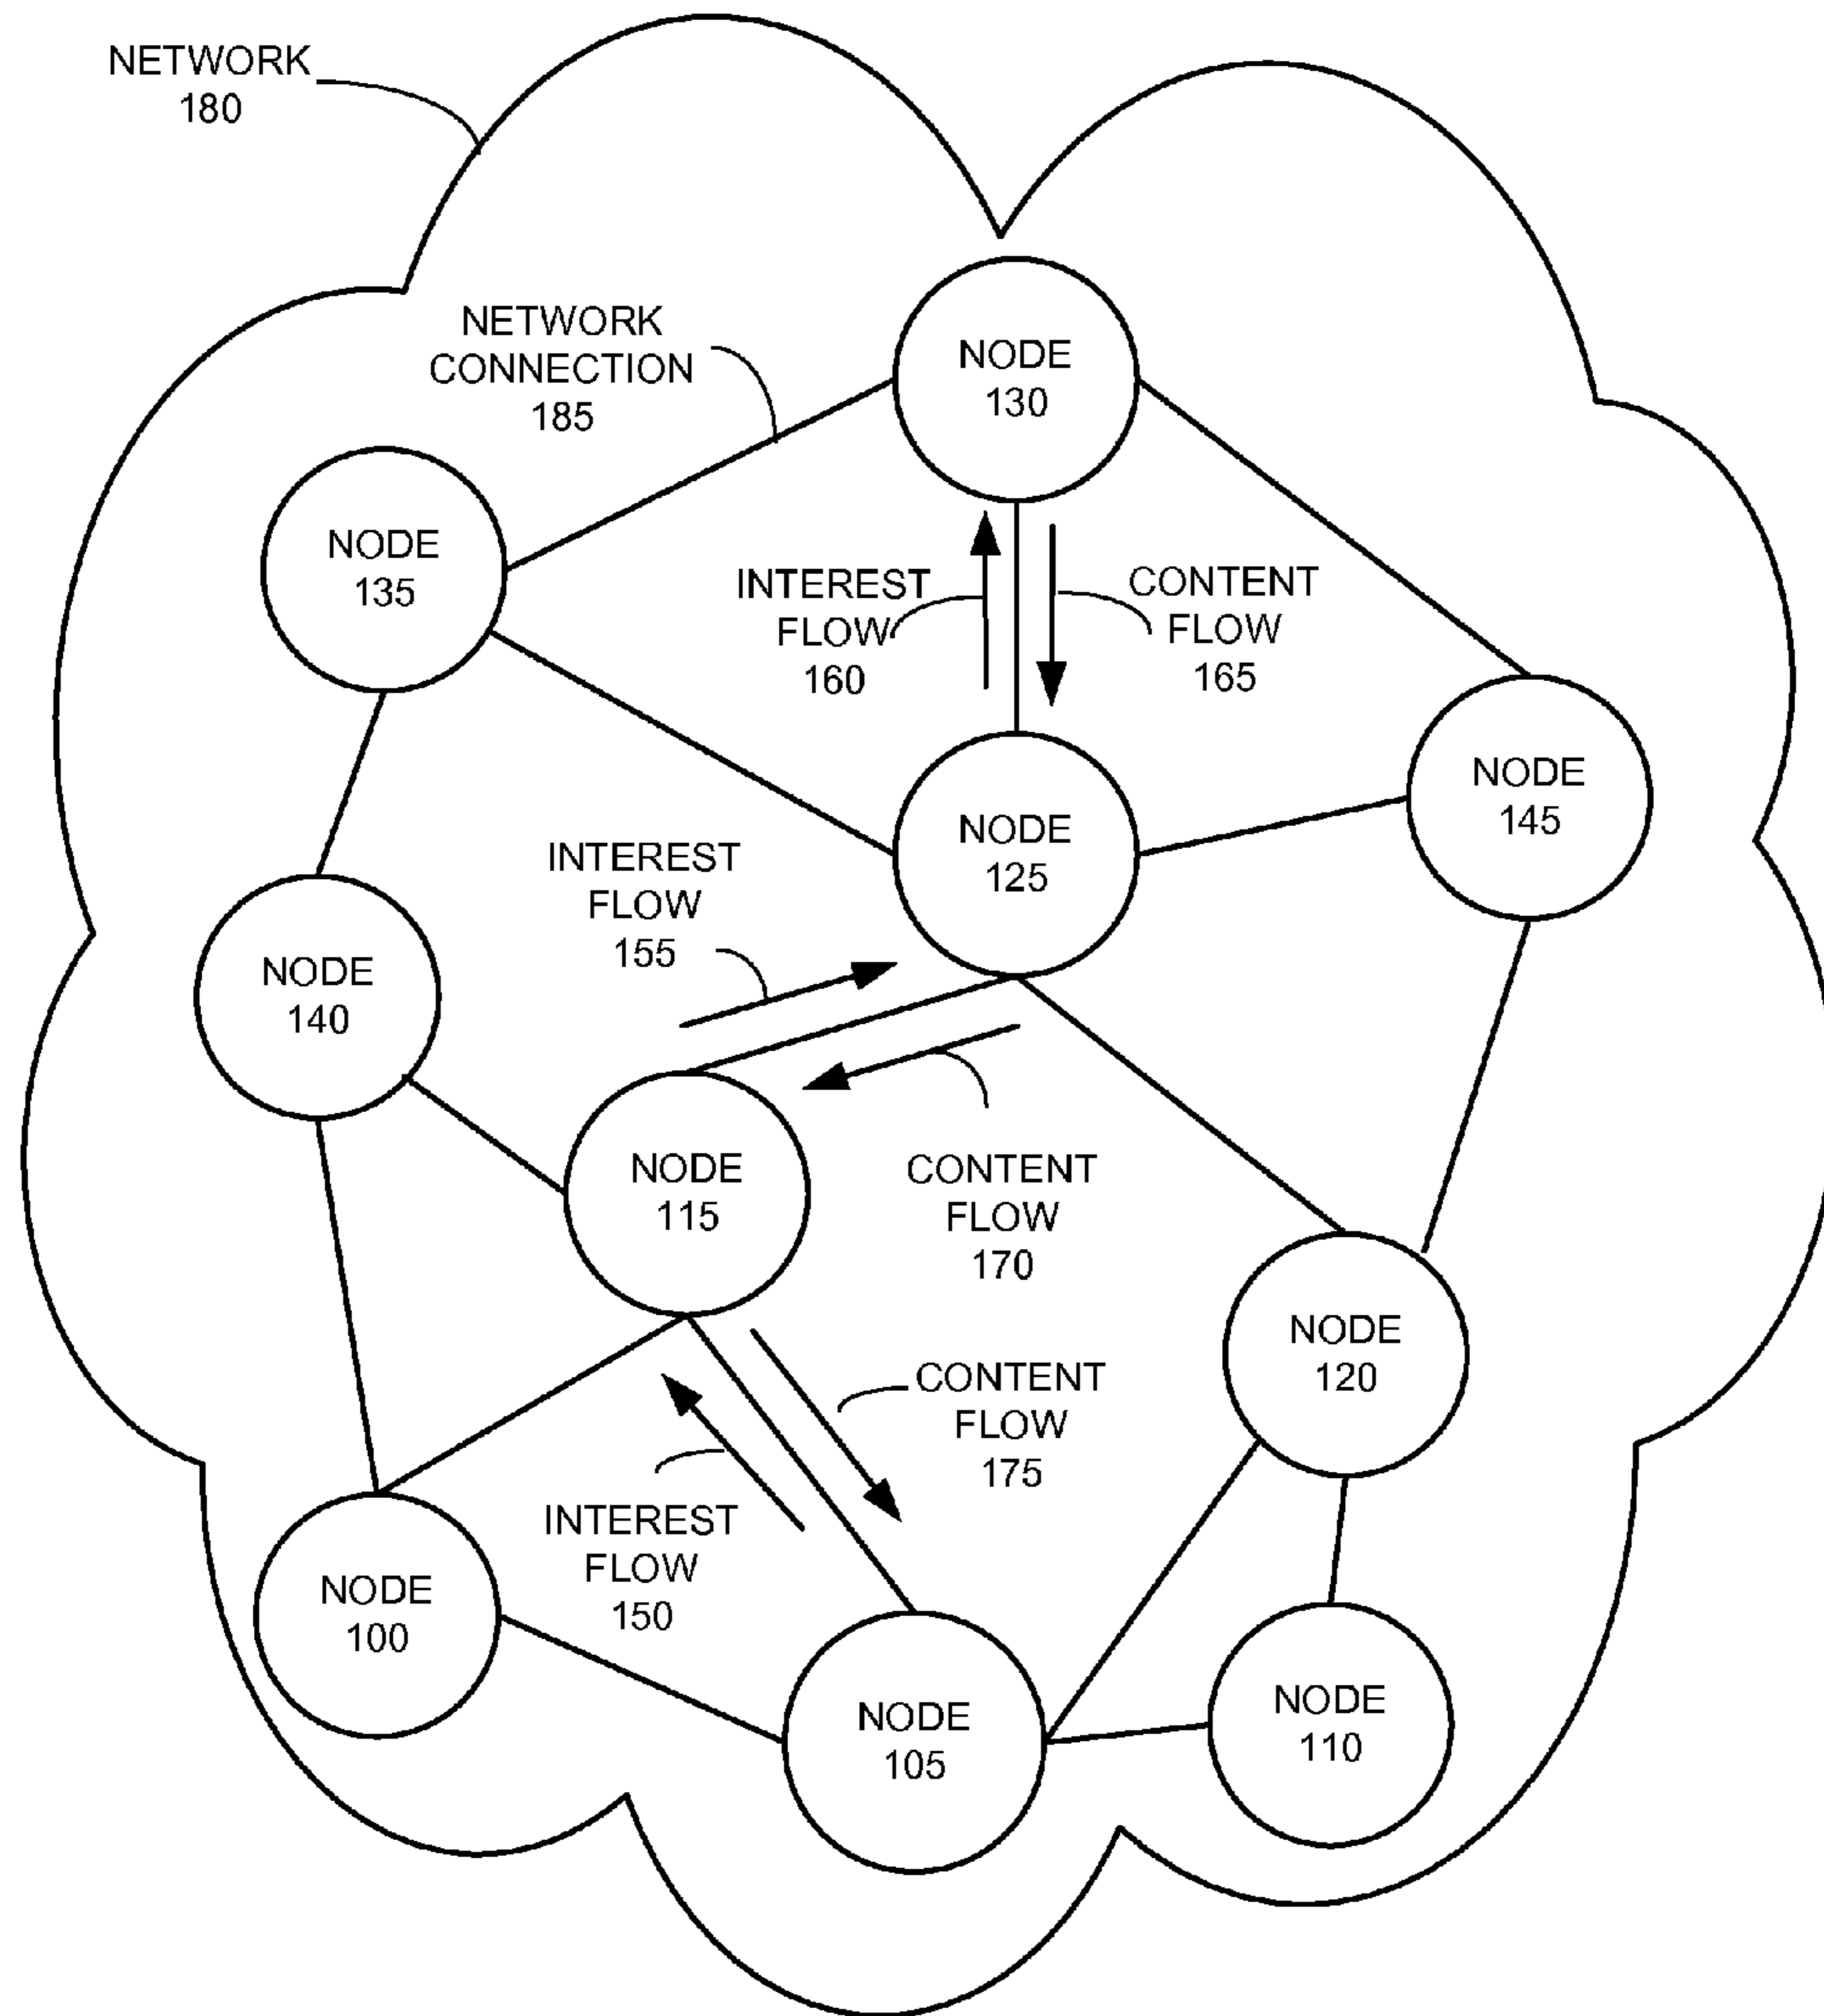 NETWORK
180
NETWORK
CONNECTION
185
NODE
130
NODE
135
INTEREST
FLOW
160
CONTENT
FLOW
165
NODE
145
NODE
125
INTEREST
FLOW
155
NODE
140
NODE
115
CONTENT
FLOW
170
NODE
120
CONTENT
FLOW
175
INTEREST
FLOW
150
NODE
100
NODE
105
NODE
110